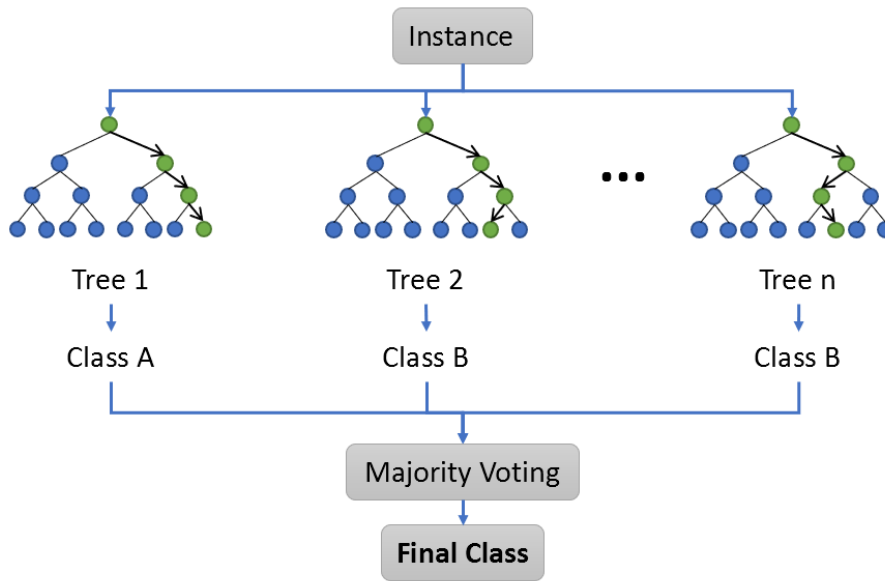 Instance
...
Tree 1
Tree 2
Tree n
Class A
Class B
Class B
Majority Voting
Final Class